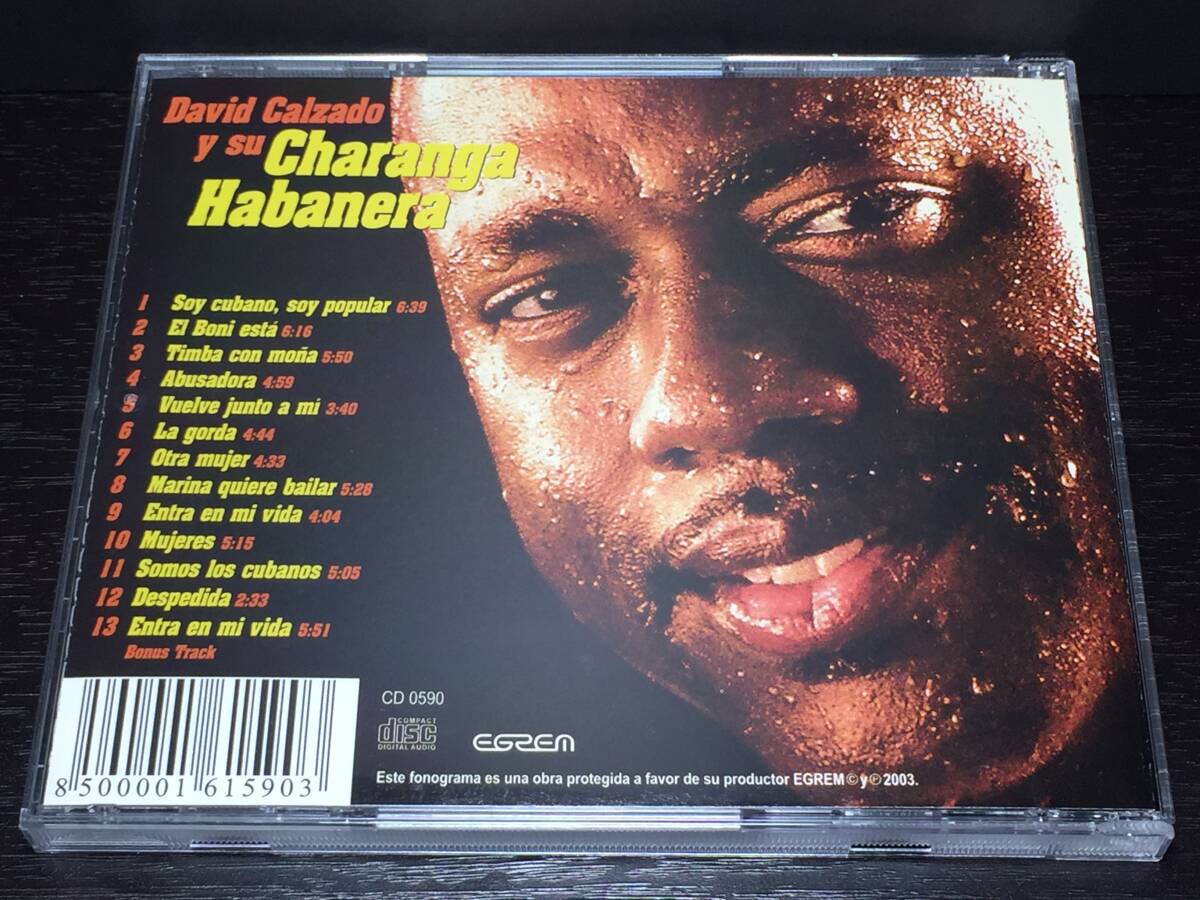 David Calzado
y su Charanga
Habanera
1 Soy cubano, soy popular 6:39
2 El Boni está 6:16
3 Timba con moña 5:50
4 Abusadora 4:59
5 Vuelve junto a mí 3:40
6 La gorda 4:44
7 Otra mujer 4:33
8 Marina quiere bailar 5:28
9 Entra en mi vida 4:04
10 Mujeres 5:15
11 Somos los cubanos 5:05
12 Despedida 2:33
13 Entra en mi vida 5:51
Bonus Track
CD 0590
COMPACT
disc
DIGITAL AUDIO
EGREM
Este fonograma es una obra protegida a favor de su productor EGREM © y ℗ 2003.
8 500001 615903